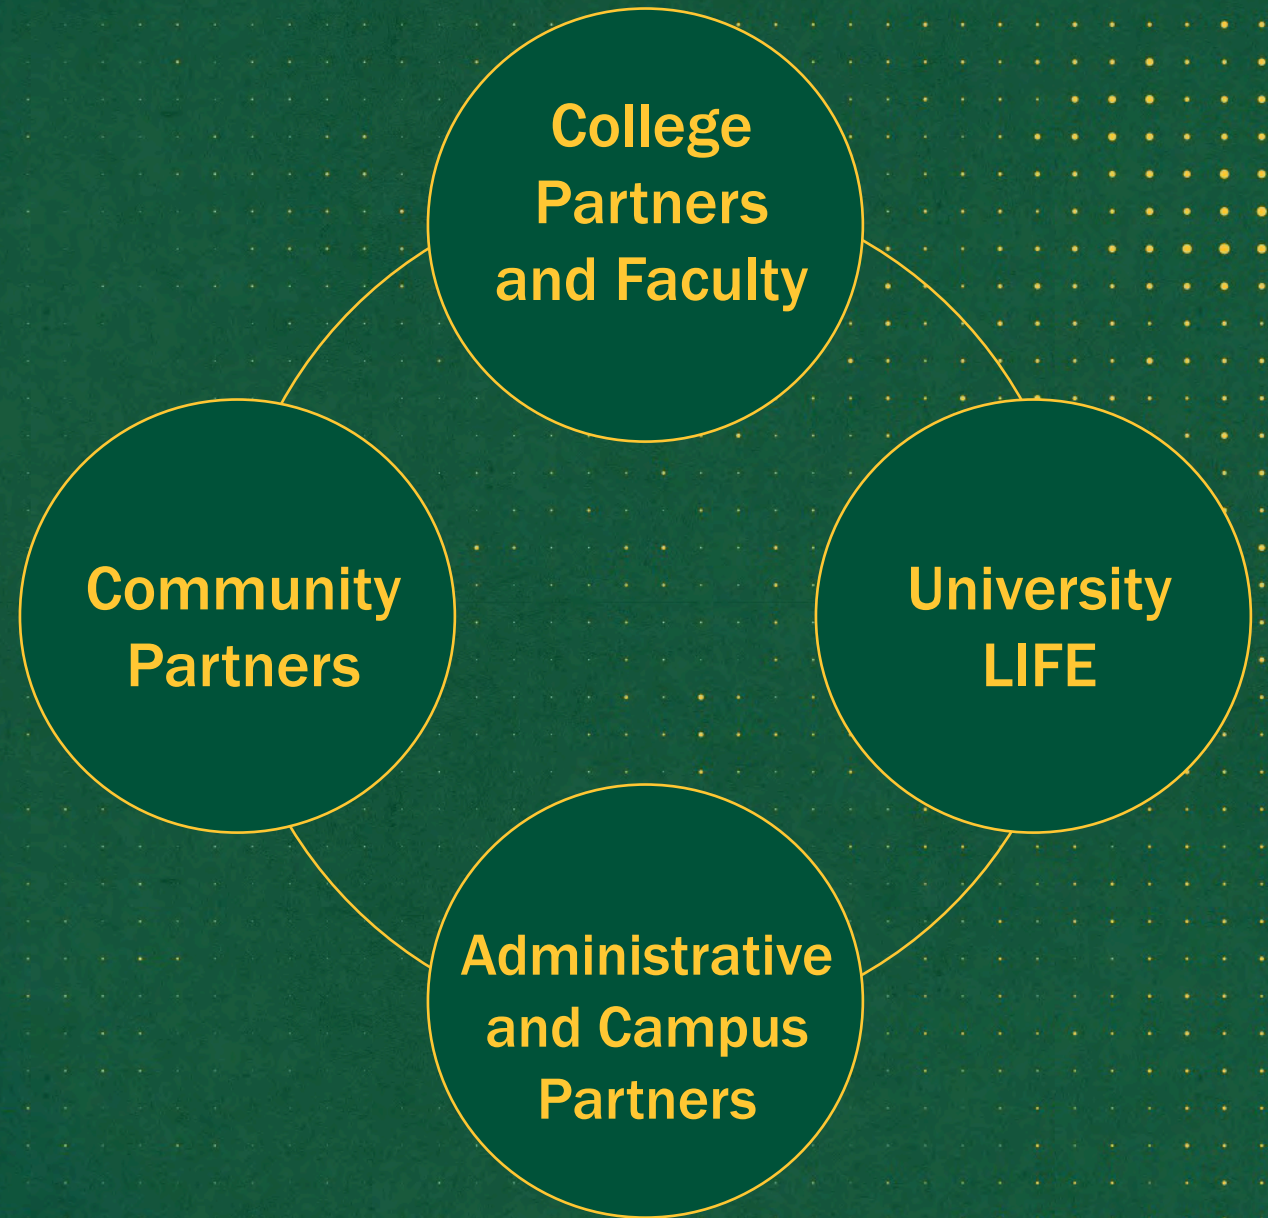 College
Partners
and Faculty
Community
Partners
University
LIFE
Administrative
and Campus
Partners